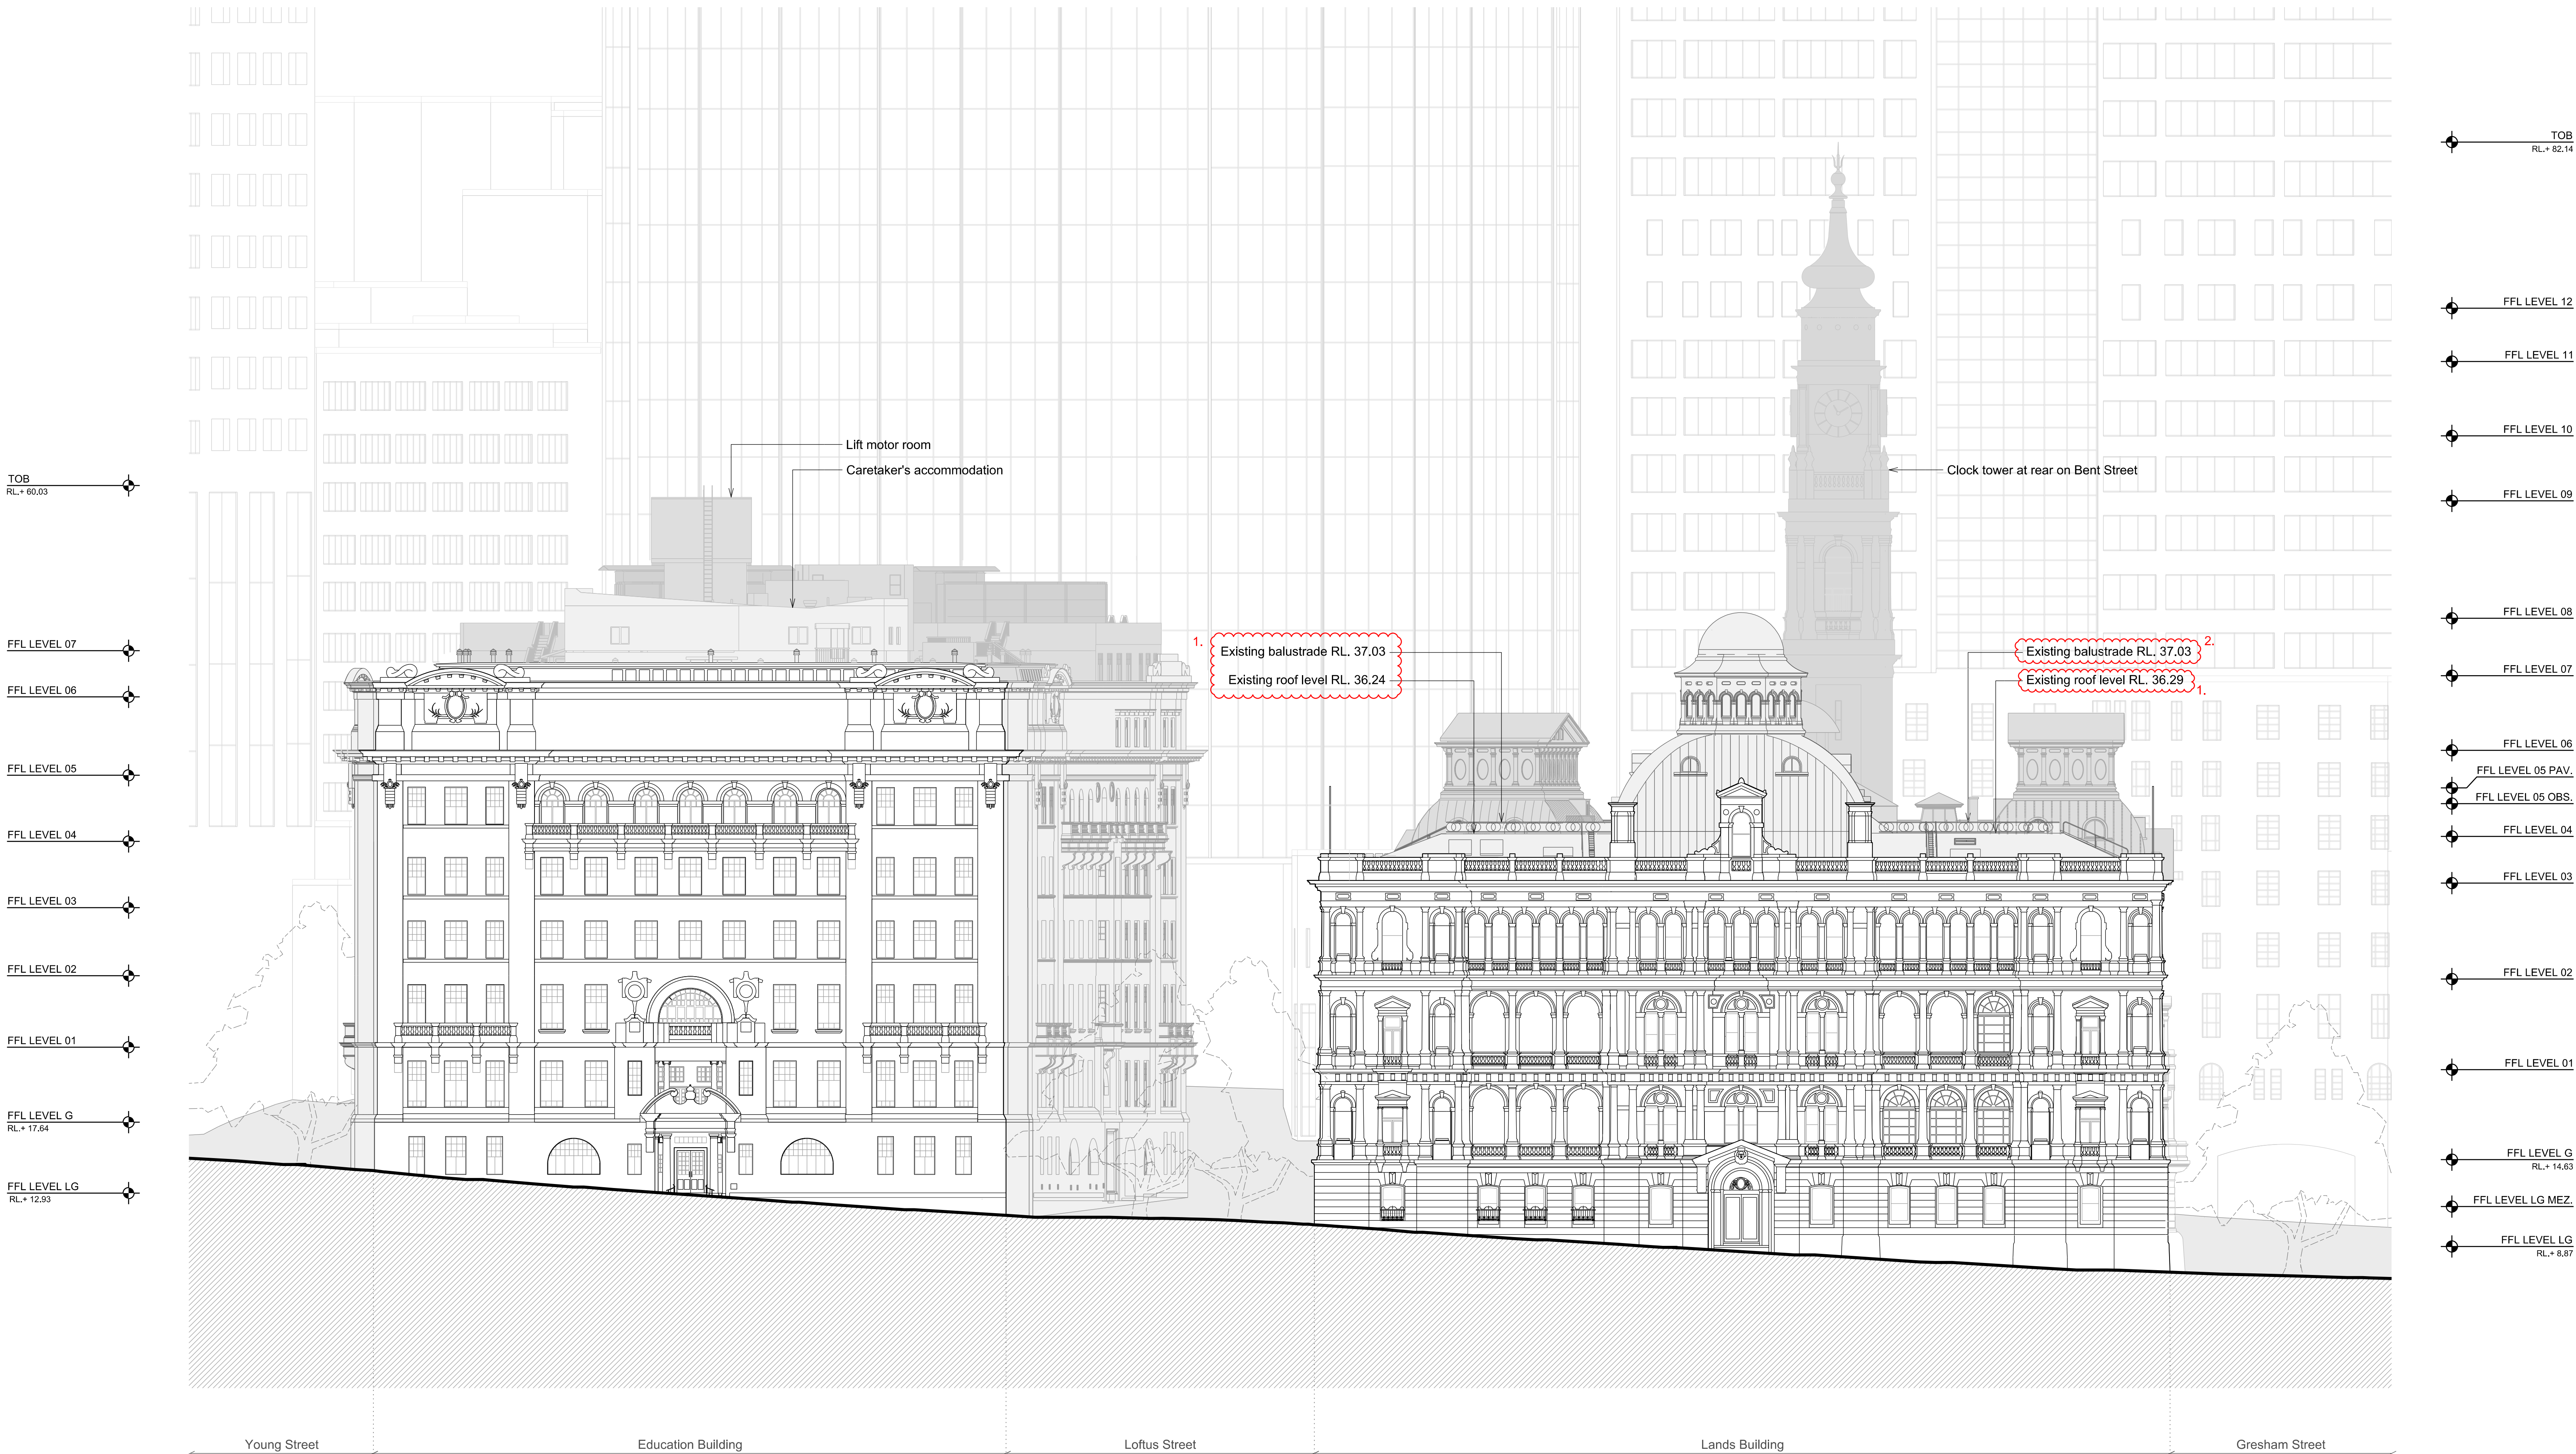 TOB
RL.+ 82.14
FFL LEVEL 12
FFL LEVEL 11
FFL LEVEL 10
Lift motor room
Caretaker's accommodation
Clock tower at rear on Bent Street
TOB
RL.+ 60.03
FFL LEVEL 09
FFL LEVEL 08
FFL LEVEL 07
1.
Existing balustrade RL. 37.03
Existing roof level RL. 36.24
Existing balustrade RL. 37.03
2.
Existing roof level RL. 36.29
1.
FFL LEVEL 07
FFL LEVEL 06
FFL LEVEL 06
FFL LEVEL 05
FFL LEVEL 05 PAV.
FFL LEVEL 05 OBS.
FFL LEVEL 04
FFL LEVEL 04
FFL LEVEL 03
FFL LEVEL 03
FFL LEVEL 02
FFL LEVEL 02
FFL LEVEL 01
FFL LEVEL 01
FFL LEVEL G
RL.+ 17.64
FFL LEVEL G
RL.+ 14.63
FFL LEVEL LG
RL.+ 12.93
FFL LEVEL LG MEZ.
FFL LEVEL LG
RL.+ 8.87
Young Street
Education Building
Loftus Street
Lands Building
Gresham Street